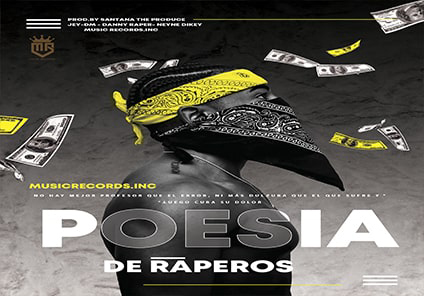 PROD.BY SANTANA THE PRODUCE
JEY-DM - DANNY RAPER- NEYNE DIKEY
MUSIC RECORDS.INC
MR
MUSICRECORDS.INC
NO HAY MEJOR PROFESOR QUE EL ERROR, NI MÁS DULZURA QUE EL QUE SUFRE Y "
"LUEGO CURA SU DOLOR
POESIA
DE RAPEROS